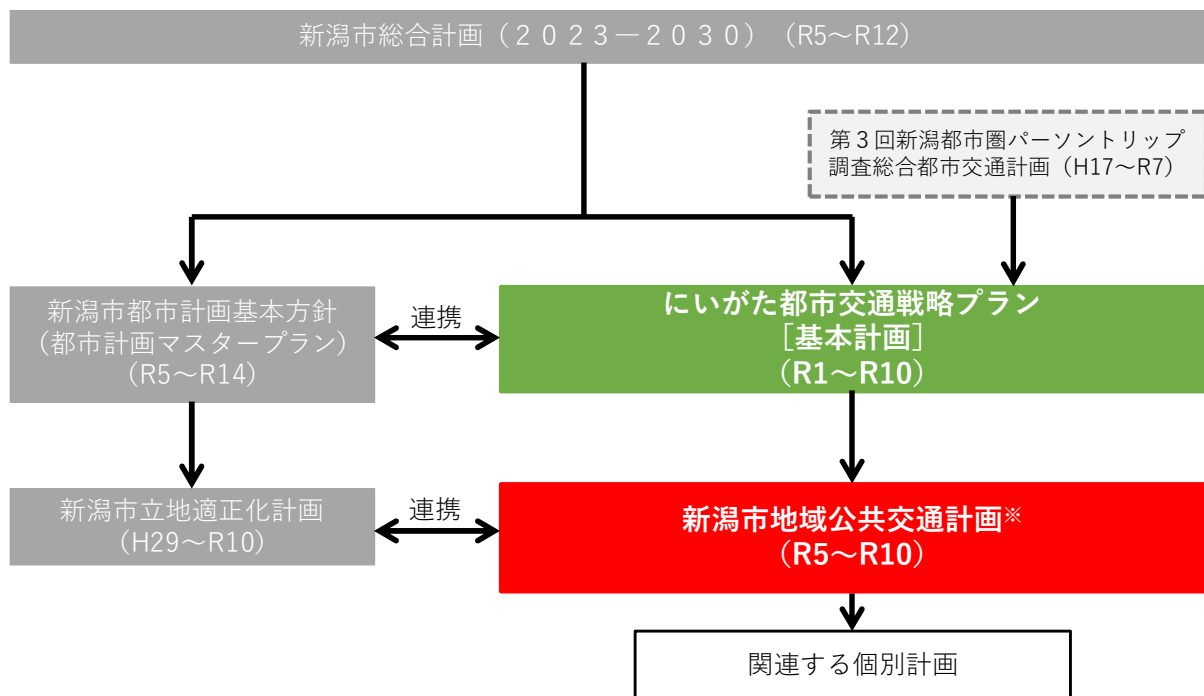 新潟市総合計画（２０２３－２０３０）（R5～R12）
第３回新潟都市圏パーソントリップ
調査総合都市交通計画（H17～R7）
新潟市都市計画基本方針
（都市計画マスタープラン）
（R5～R14）
連携
にいがた都市交通戦略プラン
［基本計画］
（R1～R10）
新潟市立地適正化計画
（H29～R10）
連携
新潟市地域公共交通計画※
（R5～R10）
関連する個別計画